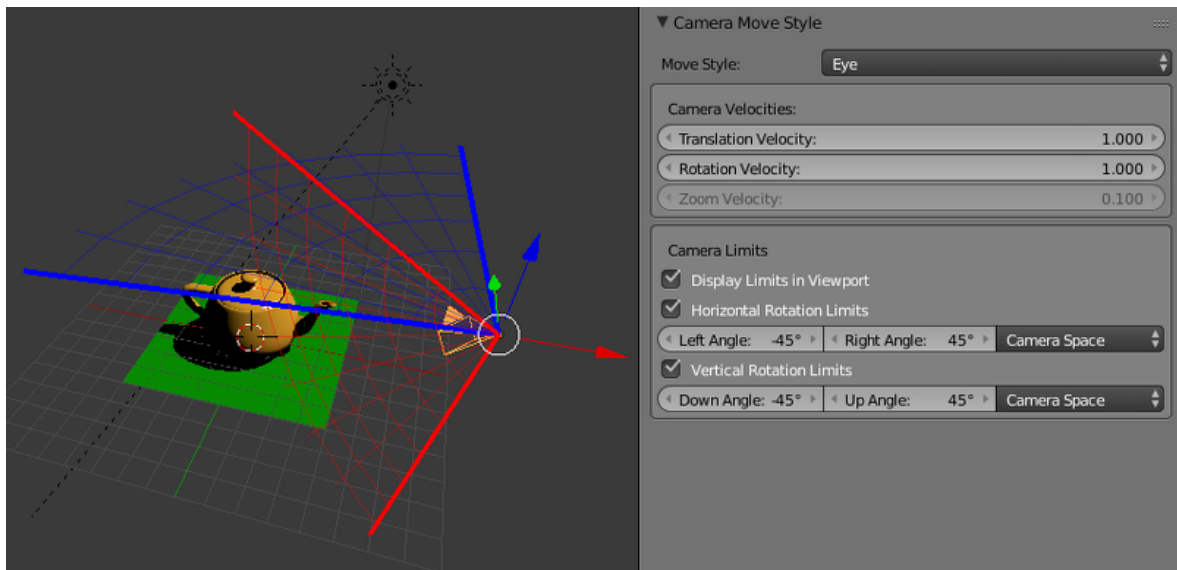 Camera Move Style
Move Style: Eye
Camera Velocities:
Translation Velocity: 1.000
Rotation Velocity: 1.000
Zoom Velocity: 0.100
Camera Limits
Display Limits in Viewport
Horizontal Rotation Limits
Left Angle: -45° Right Angle: 45° Camera Space
Vertical Rotation Limits
Down Angle: -45° Up Angle: 45° Camera Space